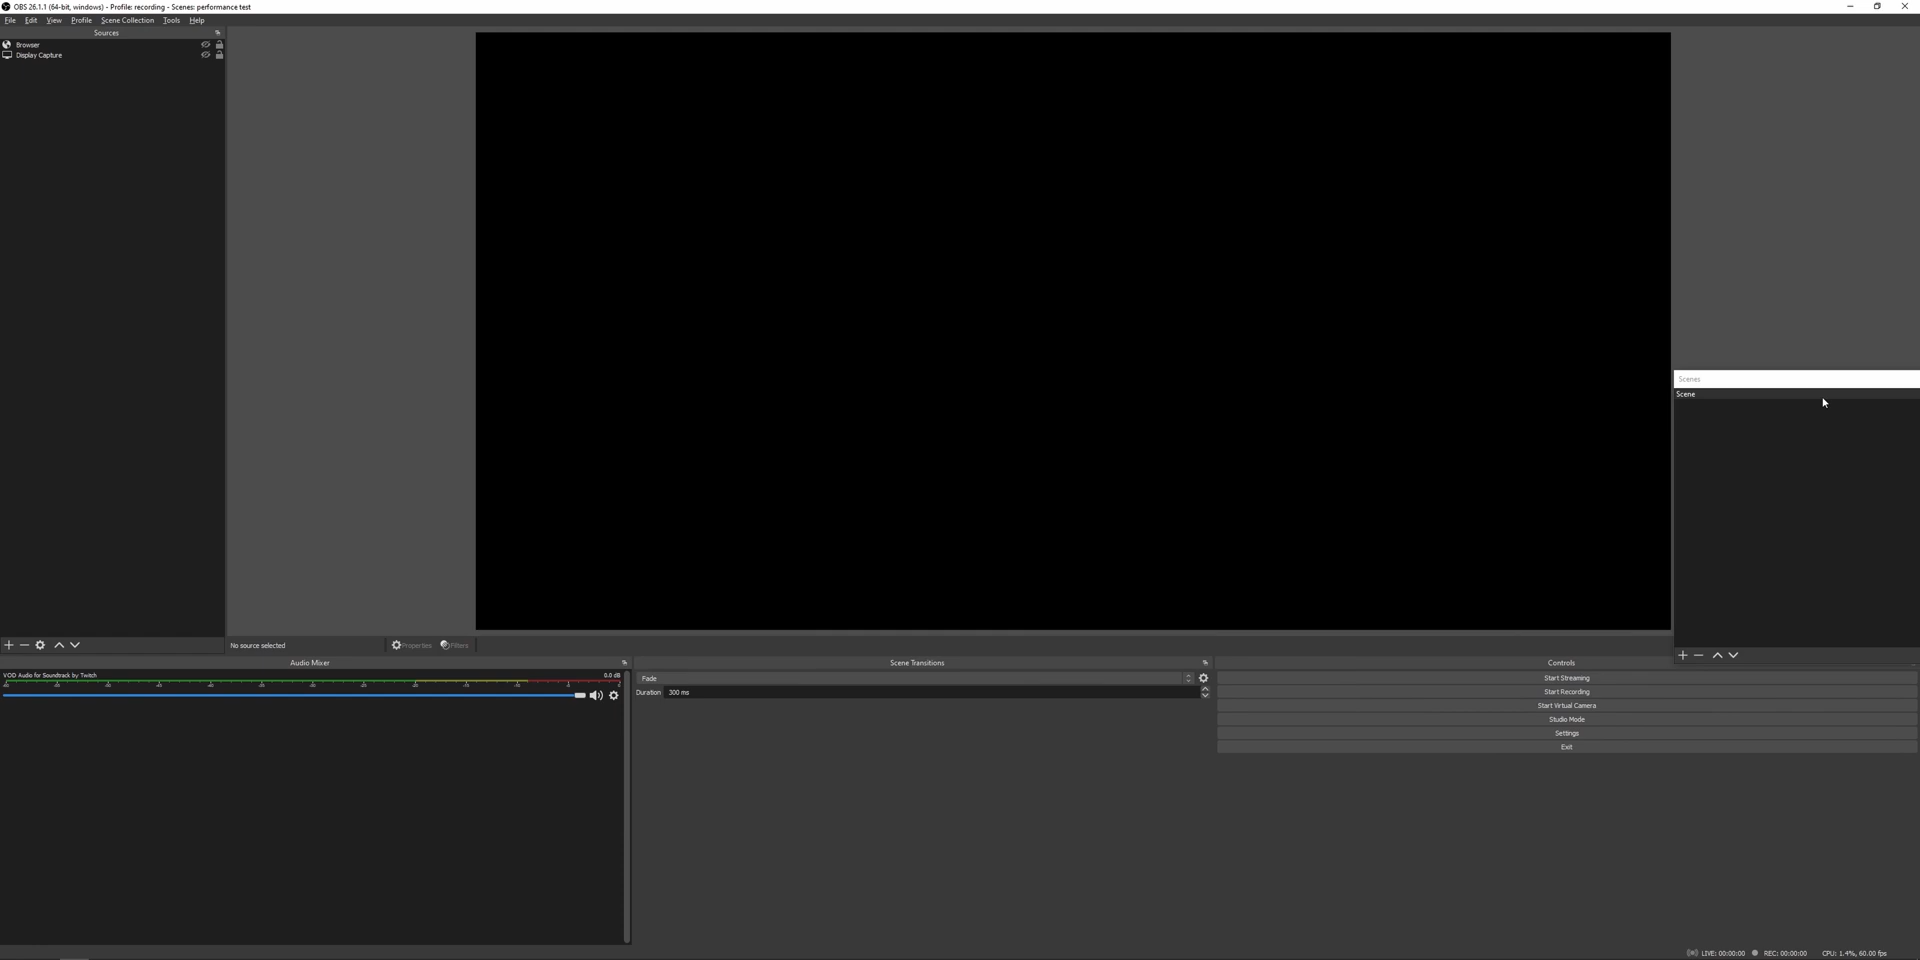 OBS 26.1.1 (64-bit, windows) - Profile: recording - Scenes: performance test
File Edit View Profile Scene Collection Tools Help
Sources
Browser
Display Capture
Scenes
Scene
No source selected Properties Filters
Audio Mixer Scene Transitions Controls
VOD Audio for Soundtrack by Twitch 0.0 dB
Fade
Duration 300 ms
Start Streaming
Start Recording
Start Virtual Camera
Studio Mode
Settings
Exit
LIVE: 00:00:00 REC: 00:00:00 CPU: 1.4%, 60.00 fps